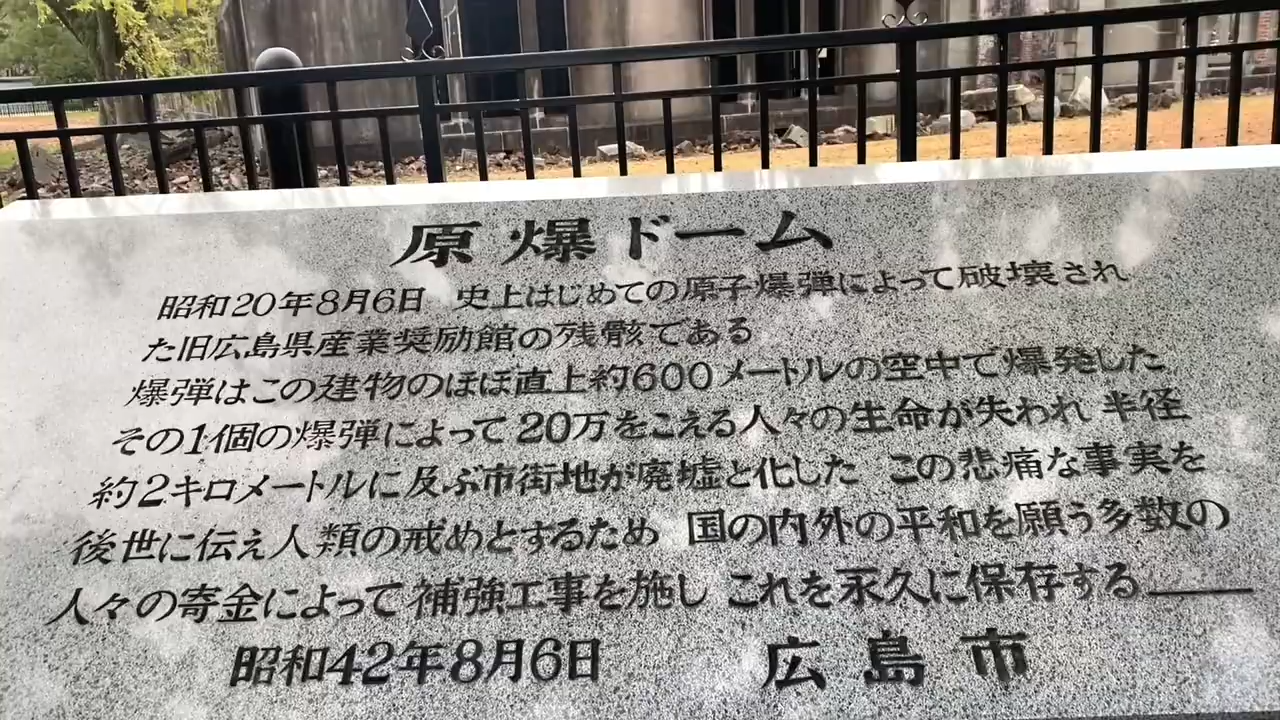 原爆ドーム
昭和20年8月6日 史上はじめての原子爆弾によって破壊され
た旧広島県産業奨励館の残骸である
爆弾はこの建物のほぼ直上約600メートルの空中で爆発した
その1個の爆弾によって20万をこえる人々の生命が失われ 半径
約2キロメートルに及ぶ市街地が廃墟と化した この悲痛な事実を
後世に伝え人類の戒めとするため 国の内外の平和を願う多数の
人々の寄金によって補強工事を施し これを永久に保存する——
昭和42年8月6日 広島市